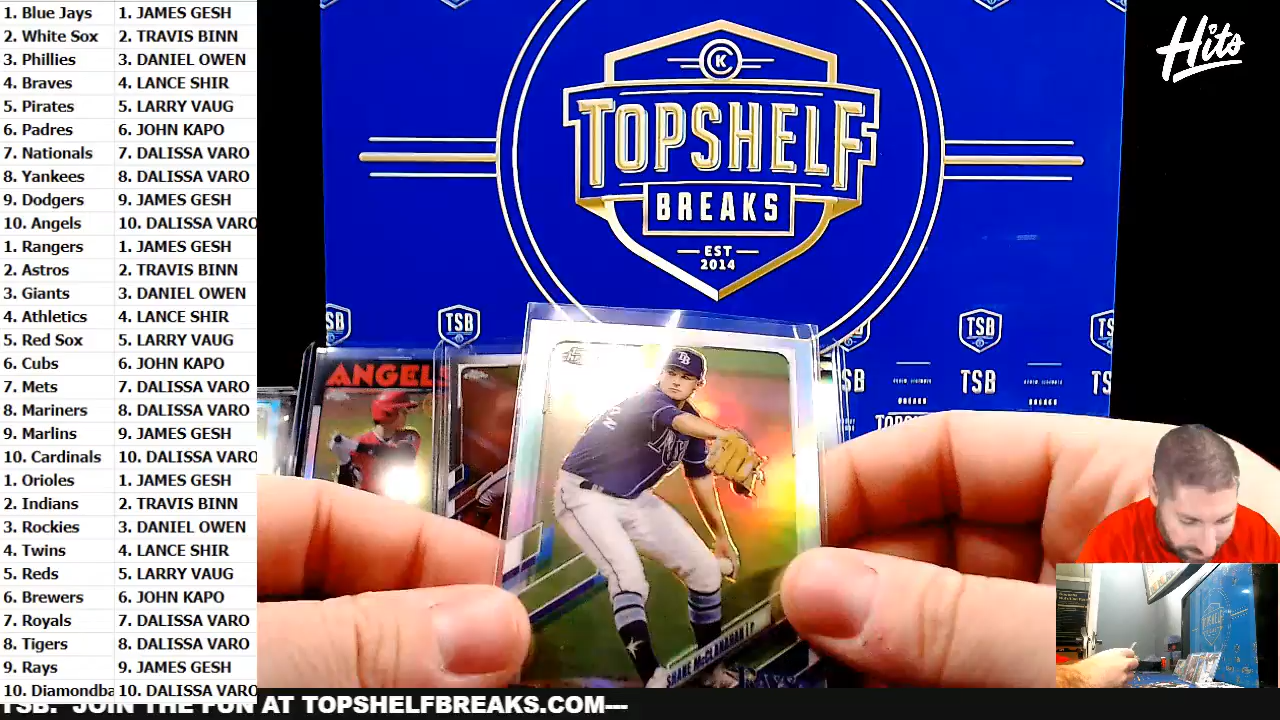 1. Blue Jays 1. JAMES GESH
2. White Sox 2. TRAVIS BINN
3. Phillies 3. DANIEL OWEN
4. Braves 4. LANCE SHIR
5. Pirates 5. LARRY VAUG
6. Padres 6. JOHN KAPO
7. Nationals 7. DALISSA VARO
8. Yankees 8. DALISSA VARO
9. Dodgers 9. JAMES GESH
10. Angels 10. DALISSA VARO
1. Rangers 1. JAMES GESH
2. Astros 2. TRAVIS BINN
3. Giants 3. DANIEL OWEN
4. Athletics 4. LANCE SHIR
5. Red Sox 5. LARRY VAUG
6. Cubs 6. JOHN KAPO
7. Mets 7. DALISSA VARO
8. Mariners 8. DALISSA VARO
9. Marlins 9. JAMES GESH
10. Cardinals 10. DALISSA VARO
1. Orioles 1. JAMES GESH
2. Indians 2. TRAVIS BINN
3. Rockies 3. DANIEL OWEN
4. Twins 4. LANCE SHIR
5. Reds 5. LARRY VAUG
6. Brewers 6. JOHN KAPO
7. Royals 7. DALISSA VARO
8. Tigers 8. DALISSA VARO
9. Rays 9. JAMES GESH
10. Diamondba 10. DALISSA VARO
Hits
CK
TOPSHELF
BREAKS
EST
2014
SB
TSB
TSB
TS
SB
TSB
TS
ANGELS
TB
SHANE McCLANAHAN
TSB. JOIN THE FUN AT TOPSHELFBREAKS.COM---